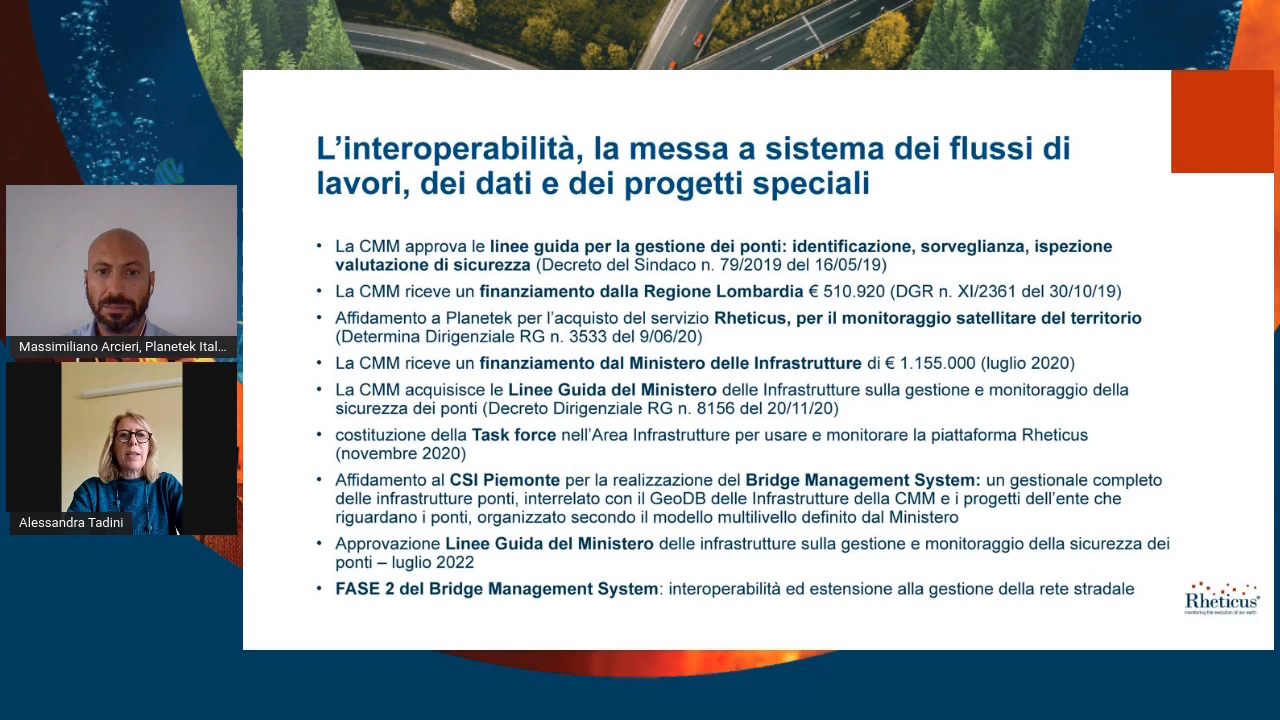 L'interoperabilità, la messa a sistema dei flussi di
lavori, dei dati e dei progetti speciali
• La CMM approva le linee guida per la gestione dei ponti: identificazione, sorveglianza, ispezione
valutazione di sicurezza (Decreto del Sindaco n. 79/2019 del 16/05/19)
• La CMM riceve un finanziamento dalla Regione Lombardia € 510.920 (DGR n. XI/2361 del 30/10/19)
• Affidamento a Planetek per l'acquisto del servizio Rheticus, per il monitoraggio satellitare del territorio
(Determina Dirigenziale RG n. 3533 del 9/06/20)
• La CMM riceve un finanziamento dal Ministero delle Infrastrutture di € 1.155.000 (luglio 2020)
• La CMM acquisisce le Linee Guida del Ministero delle Infrastrutture sulla gestione e monitoraggio della
sicurezza dei ponti (Decreto Dirigenziale RG n. 8156 del 20/11/20)
• costituzione della Task force nell'Area Infrastrutture per usare e monitorare la piattaforma Rheticus
(novembre 2020)
• Affidamento al CSI Piemonte per la realizzazione del Bridge Management System: un gestionale completo
delle infrastrutture ponti, interrelato con il GeoDB delle Infrastrutture della CMM e i progetti dell'ente che
riguardano i ponti, organizzato secondo il modello multilivello definito dal Ministero
• Approvazione Linee Guida del Ministero delle infrastrutture sulla gestione e monitoraggio della sicurezza dei
ponti – luglio 2022
• FASE 2 del Bridge Management System: interoperabilità ed estensione alla gestione della rete stradale
Rheticus®
monitoring the evolution of our earth
Massimiliano Arcieri, Planetek Ital...
Alessandra Tadini